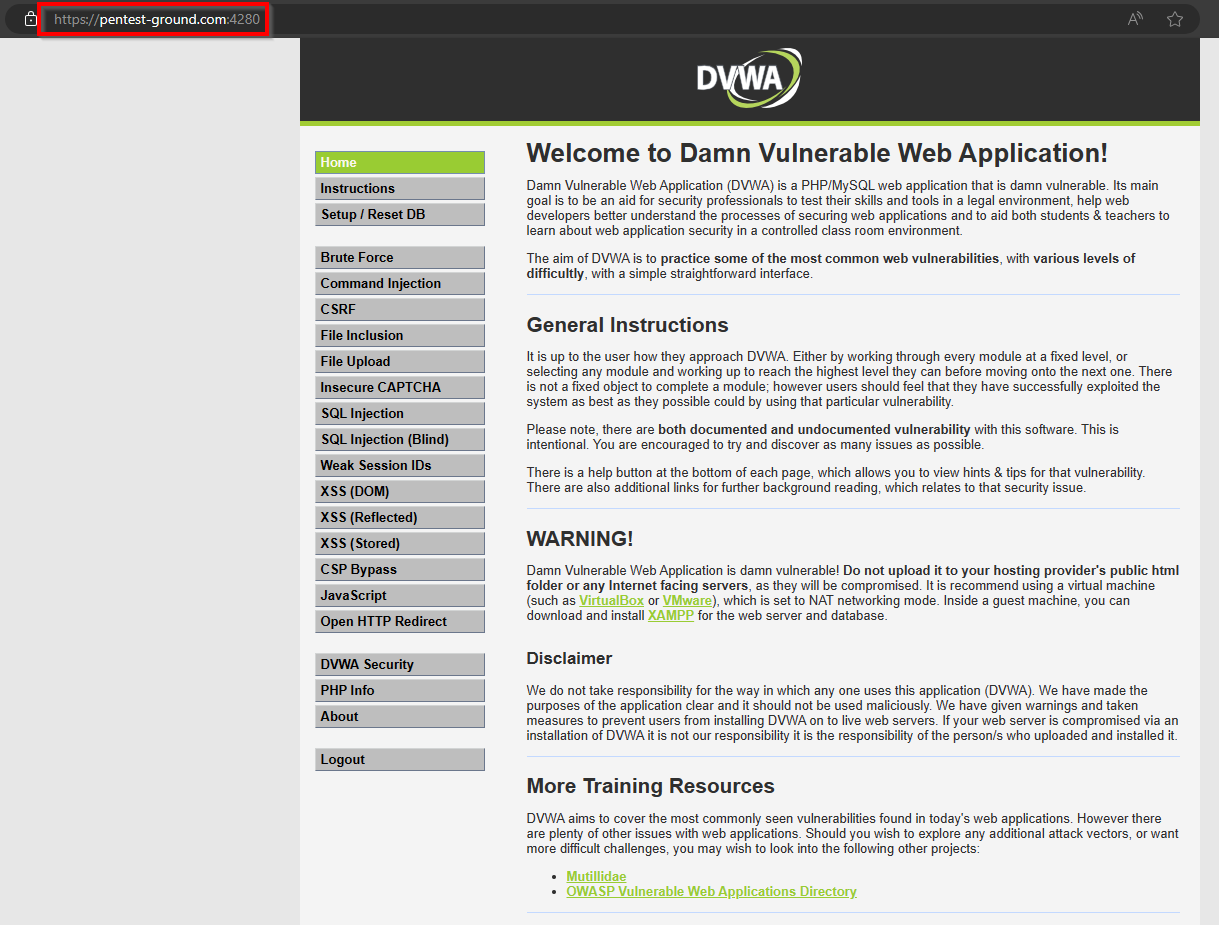 https://pentest-ground.com:4280
DVWA
Home
Instructions
Setup / Reset DB
Brute Force
Command Injection
CSRF
File Inclusion
File Upload
Insecure CAPTCHA
SQL Injection
SQL Injection (Blind)
Weak Session IDs
XSS (DOM)
XSS (Reflected)
XSS (Stored)
CSP Bypass
JavaScript
Open HTTP Redirect
DVWA Security
PHP Info
About
Logout
Welcome to Damn Vulnerable Web Application!
Damn Vulnerable Web Application (DVWA) is a PHP/MySQL web application that is damn vulnerable. Its main
goal is to be an aid for security professionals to test their skills and tools in a legal environment, help web
developers better understand the processes of securing web applications and to aid both students & teachers to
learn about web application security in a controlled class room environment.
The aim of DVWA is to practice some of the most common web vulnerabilities, with various levels of
difficultly, with a simple straightforward interface.
General Instructions
It is up to the user how they approach DVWA. Either by working through every module at a fixed level, or
selecting any module and working up to reach the highest level they can before moving onto the next one. There
is not a fixed object to complete a module; however users should feel that they have successfully exploited the
system as best as they possible could by using that particular vulnerability.
Please note, there are both documented and undocumented vulnerability with this software. This is
intentional. You are encouraged to try and discover as many issues as possible.
There is a help button at the bottom of each page, which allows you to view hints & tips for that vulnerability.
There are also additional links for further background reading, which relates to that security issue.
WARNING!
Damn Vulnerable Web Application is damn vulnerable! Do not upload it to your hosting provider's public html
folder or any Internet facing servers, as they will be compromised. It is recommend using a virtual machine
(such as VirtualBox or VMware), which is set to NAT networking mode. Inside a guest machine, you can
download and install XAMPP for the web server and database.
Disclaimer
We do not take responsibility for the way in which any one uses this application (DVWA). We have made the
purposes of the application clear and it should not be used maliciously. We have given warnings and taken
measures to prevent users from installing DVWA on to live web servers. If your web server is compromised via an
installation of DVWA it is not our responsibility it is the responsibility of the person/s who uploaded and installed it.
More Training Resources
DVWA aims to cover the most commonly seen vulnerabilities found in today's web applications. However there
are plenty of other issues with web applications. Should you wish to explore any additional attack vectors, or want
more difficult challenges, you may wish to look into the following other projects:
• Mutillidae
• OWASP Vulnerable Web Applications Directory